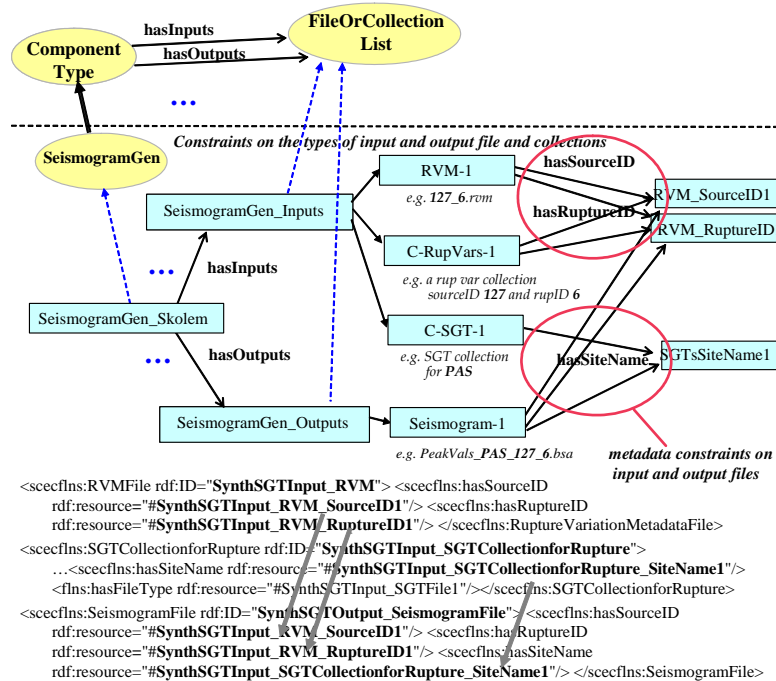 hasInputs
FileOrCollection
List
Component
Type
hasOutputs
...
Constraints on the types of input and output file and collections
SeismogramGen
RVM-1
hasSourceID
e.g. 127_6.rvm
RVM_SourceID1
SeismogramGen_Inputs
hasRuptureID
RVM_RuptureID
C-RupVars-1
...
hasInputs
e.g. a rup var collection
sourceID 127 and rupID 6
SeismogramGen_Skolem
C-SGT-1
...
hasOutputs
e.g. SGT collection
for PAS
hasSiteName
SGTsSiteName1
SeismogramGen_Outputs
Seismogram-1
e.g. PeakVals_PAS_127_6.bsa
metadata constraints on
input and output files
<scecflns:RVMFile rdf:ID="SynthSGTInput_RVM"> <scecflns:hasSourceID
rdf:resource="#SynthSGTInput_RVM_SourceID1"/> <scecflns:hasRuptureID
rdf:resource="#SynthSGTInput_RVM_RuptureID1"/> </scecflns:RuptureVariationMetadataFile>
<scecflns:SGTCollectionforRupture rdf:ID="SynthSGTInput_SGTCollectionforRupture">
…<scecflns:hasSiteName rdf:resource="#SynthSGTInput_SGTCollectionforRupture_SiteName1"/>
<flns:hasFileType rdf:resource="#SynthSGTInput_SGTFile1"/></scecflns:SGTCollectionforRupture>
<scecflns:SeismogramFile rdf:ID="SynthSGTOutput_SeismogramFile"> <scecflns:hasSourceID
rdf:resource="#SynthSGTInput_RVM_SourceID1"/> <scecflns:hasRuptureID
rdf:resource="#SynthSGTInput_RVM_RuptureID1"/> <scecflns:hasSiteName
rdf:resource="#SynthSGTInput_SGTCollectionforRupture_SiteName1"/> </scecflns:SeismogramFile>